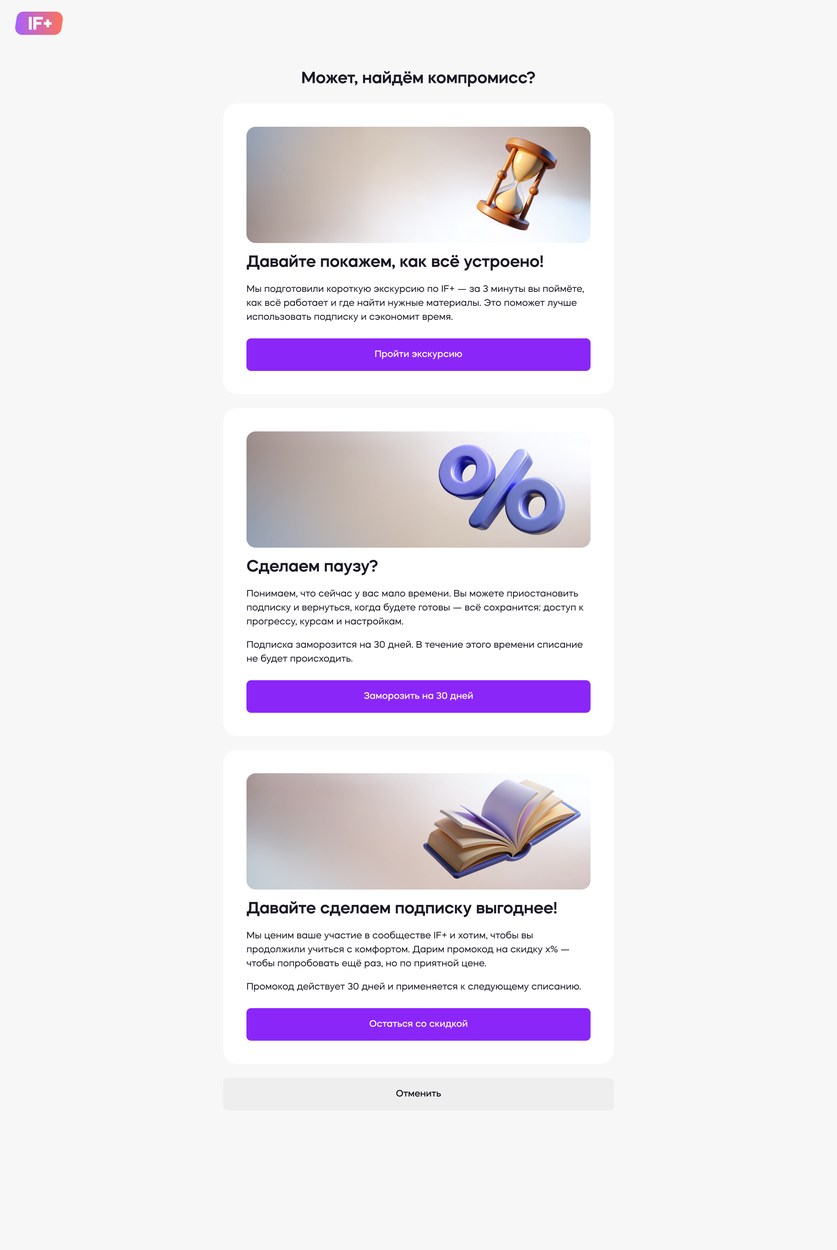 IF+
Может, найдём компромисс?
Давайте покажем, как всё устроено!
Мы подготовили короткую экскурсию по IF+ — за 3 минуты вы поймёте,
как всё работает и где найти нужные материалы. Это поможет лучше
использовать подписку и сэкономит время.
Пройти экскурсию
%
Сделаем паузу?
Понимаем, что сейчас у вас мало времени. Вы можете приостановить
подписку и вернуться, когда будете готовы — всё сохранится: доступ к
прогрессу, курсам и настройкам.
Подписка заморозится на 30 дней. В течение этого времени списание
не будет происходить.
Заморозить на 30 дней
Давайте сделаем подписку выгоднее!
Мы ценим ваше участие в сообществе IF+ и хотим, чтобы вы
продолжили учиться с комфортом. Дарим промокод на скидку x% —
чтобы попробовать ещё раз, но по приятной цене.
Промокод действует 30 дней и применяется к следующему списанию.
Остаться со скидкой
Отменить